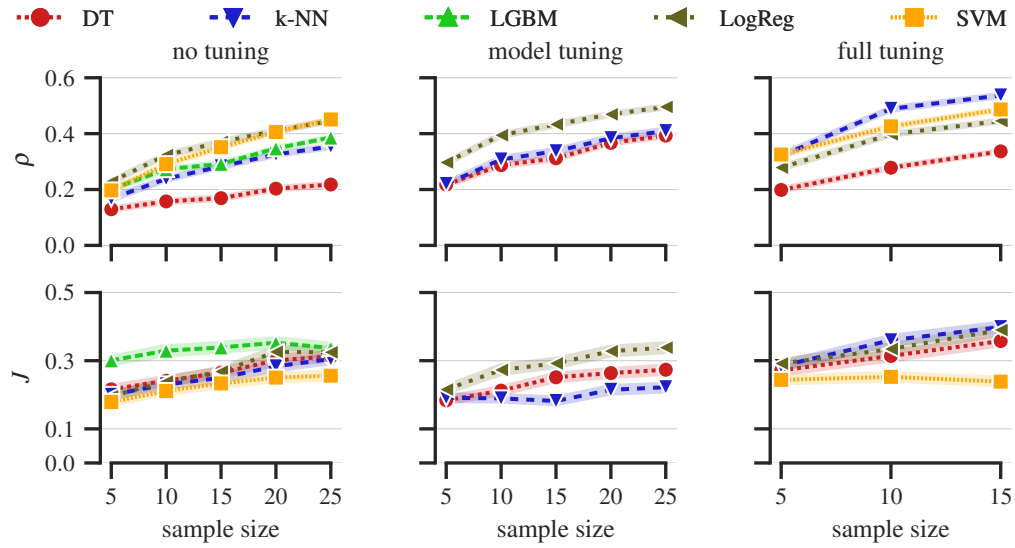 DT k-NN LGBM LogReg SVM
no tuning model tuning full tuning
0.6
0.4
0.2
0.0
ρ
0.5
0.3
0.1
0.0
J
5 10 15 20 25 5 10 15 20 25 5 10 15
sample size sample size sample size